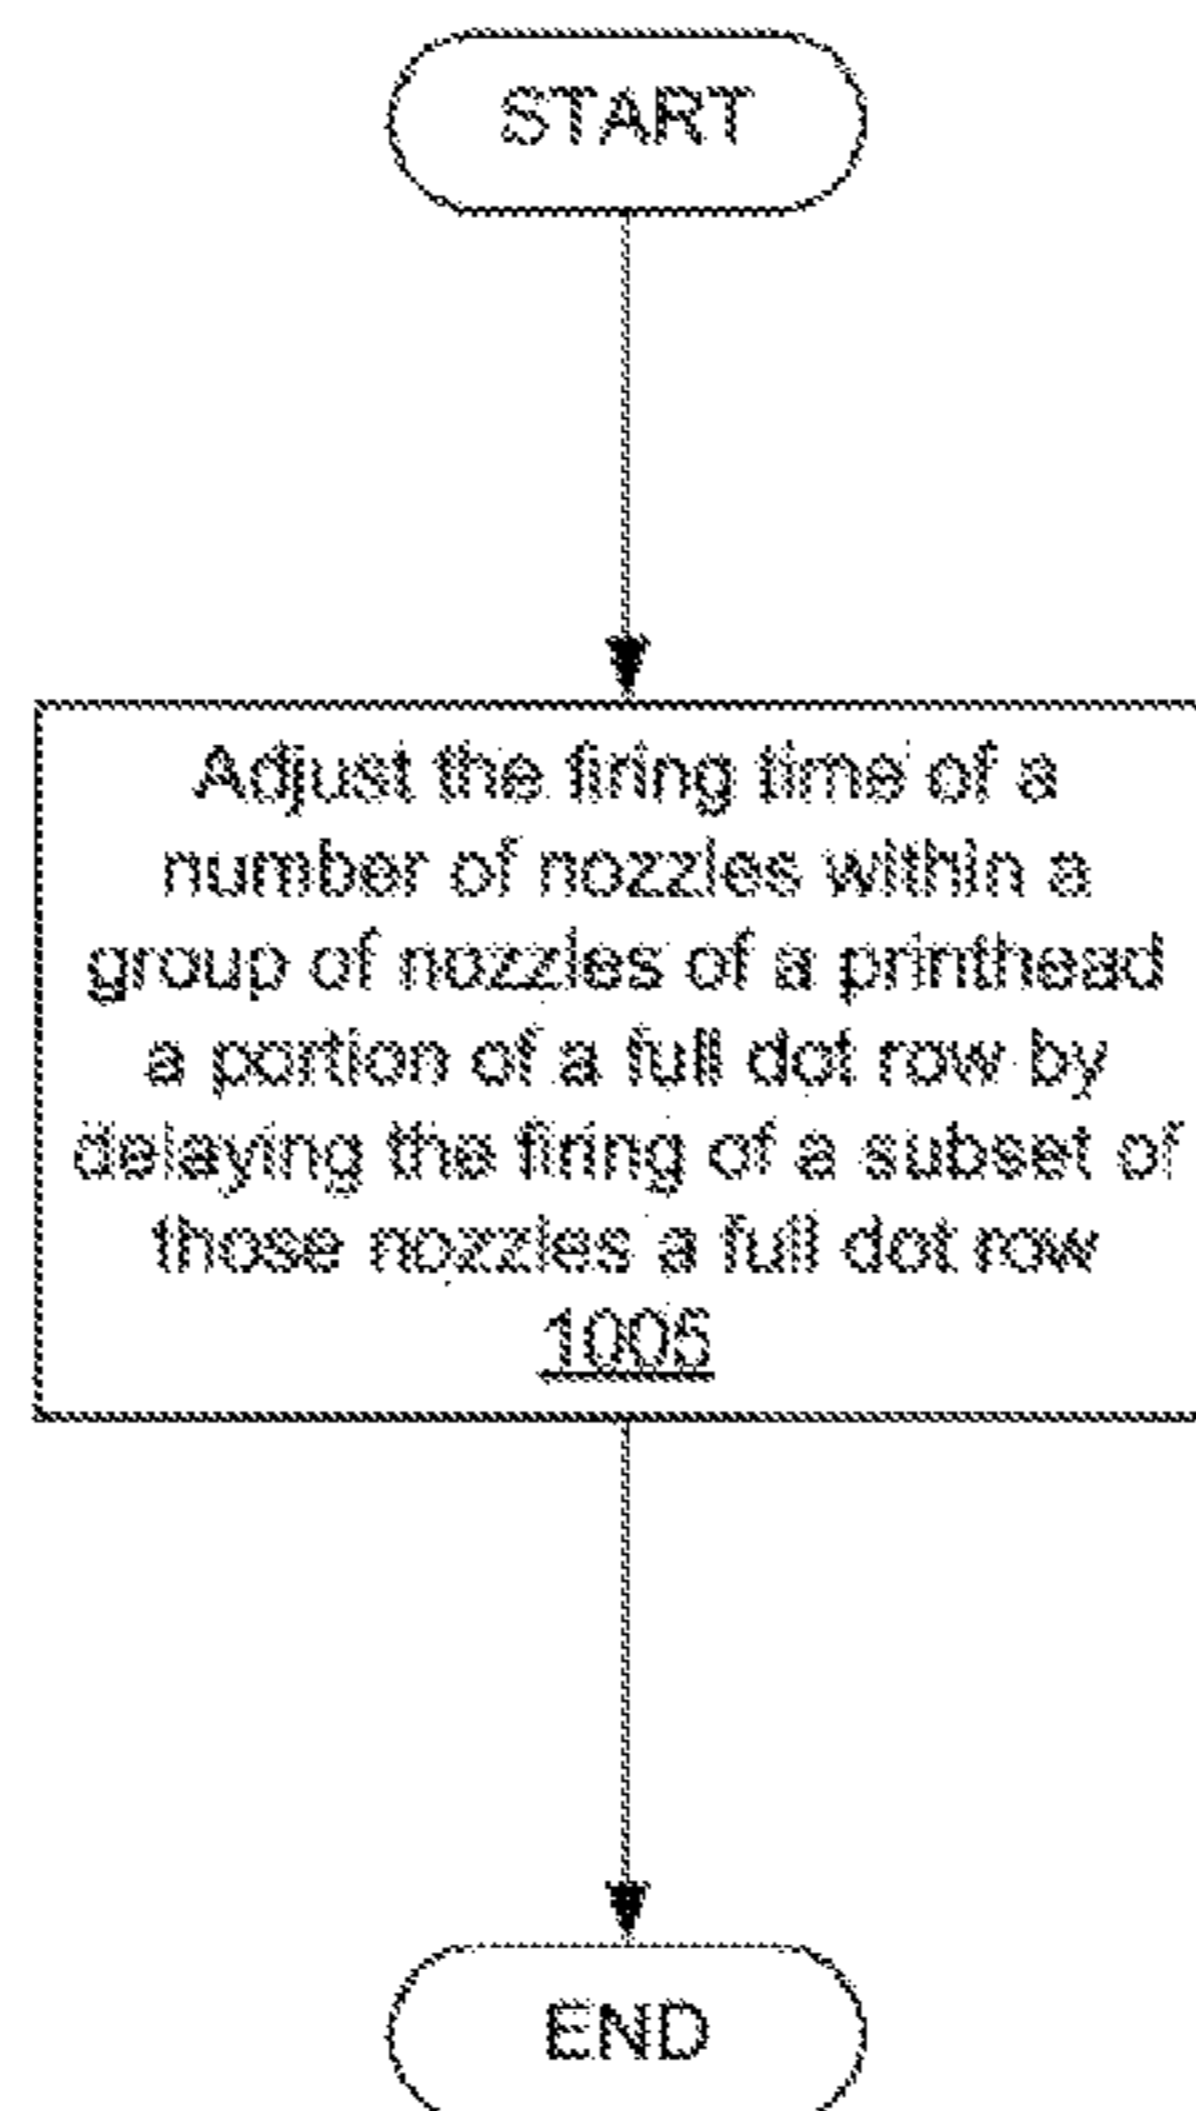 START
Adjust the firing time of a
number of nozzles within a
group of nozzles of a printhead
a portion of a full dot row by
delaying the firing of a subset of
those nozzles a full dot row
1005
END